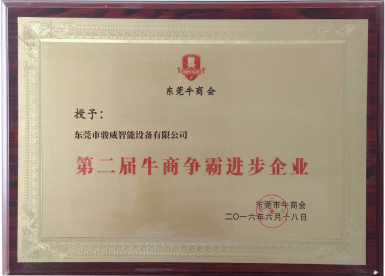 东莞牛商会
授予：
东莞市骏威智能设备有限公司
第二届牛商争霸进步企业
东莞市牛商会
二〇一六年六月十八日